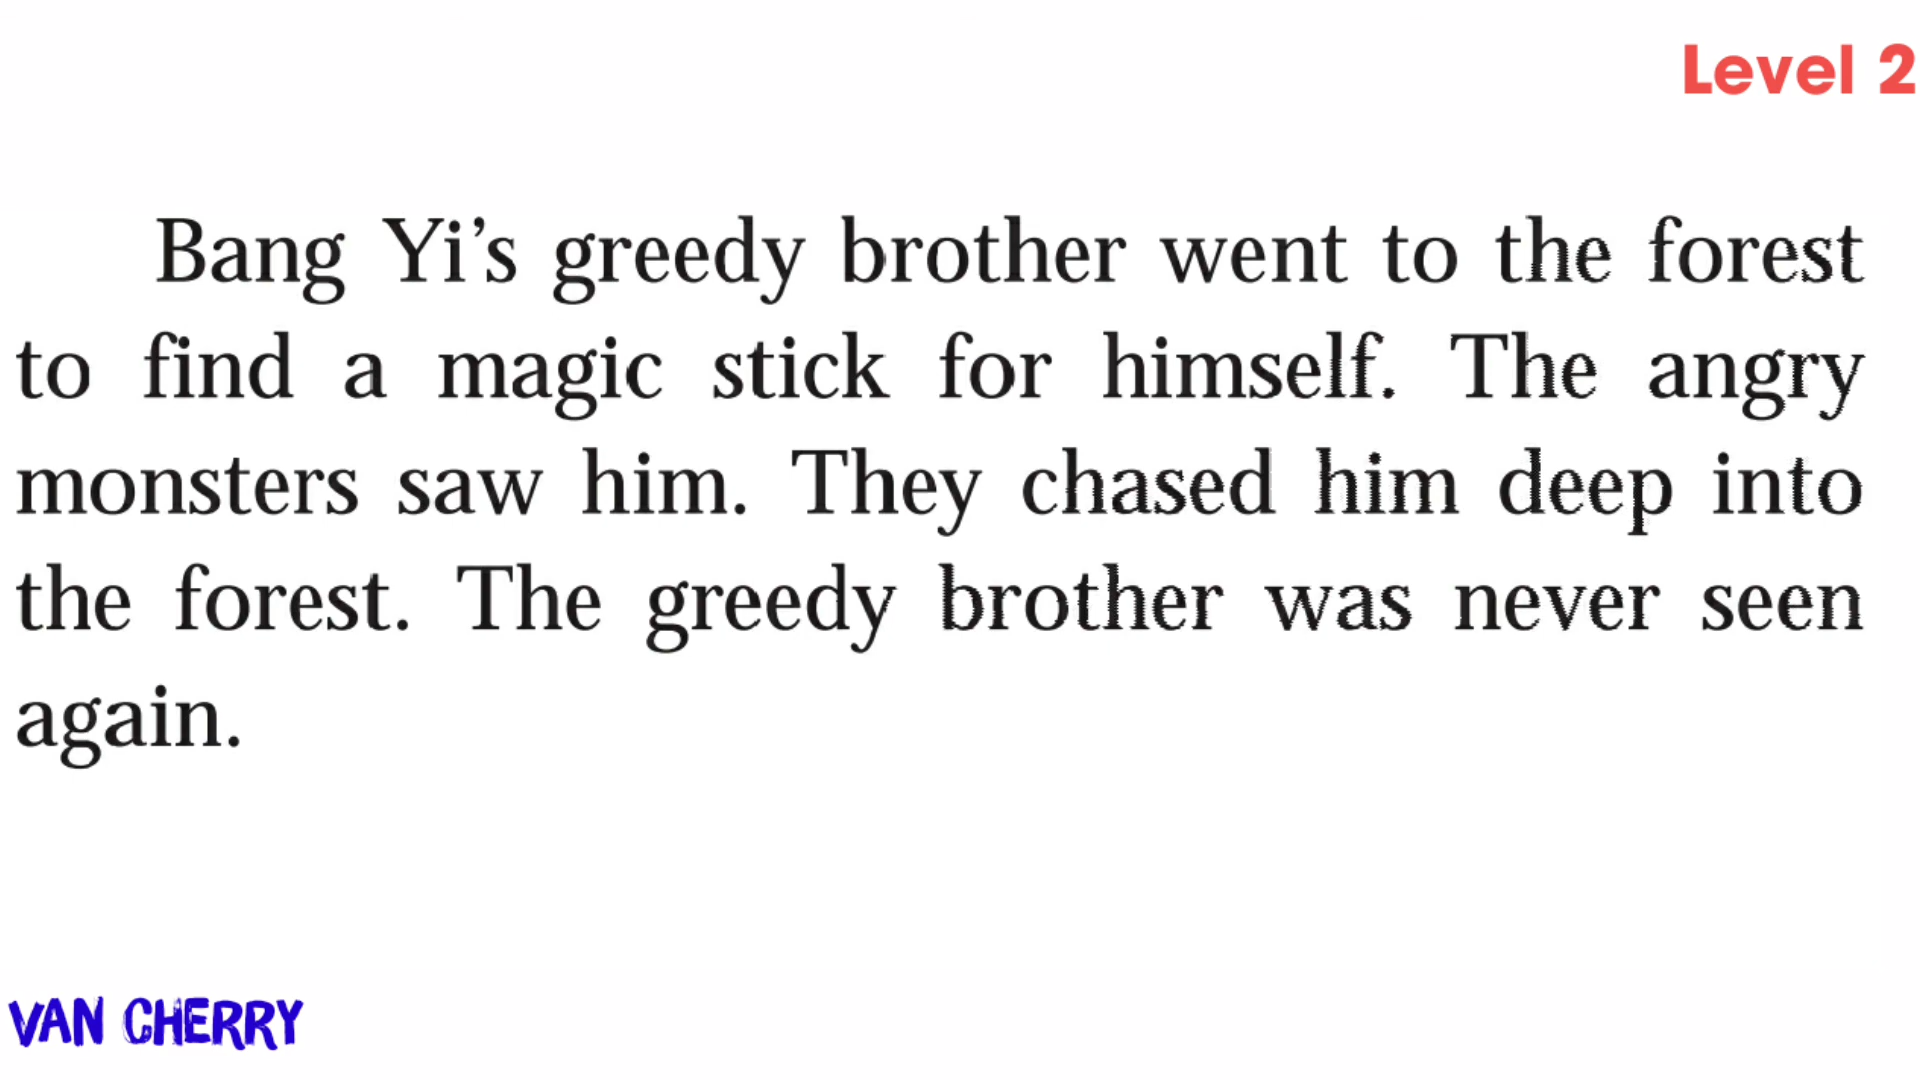 Level 2
Bang Yi’s greedy brother went to the forest
to find a magic stick for himself. The angry
monsters saw him. They chased him deep into
the forest. The greedy brother was never seen
again.
VAN CHERRY